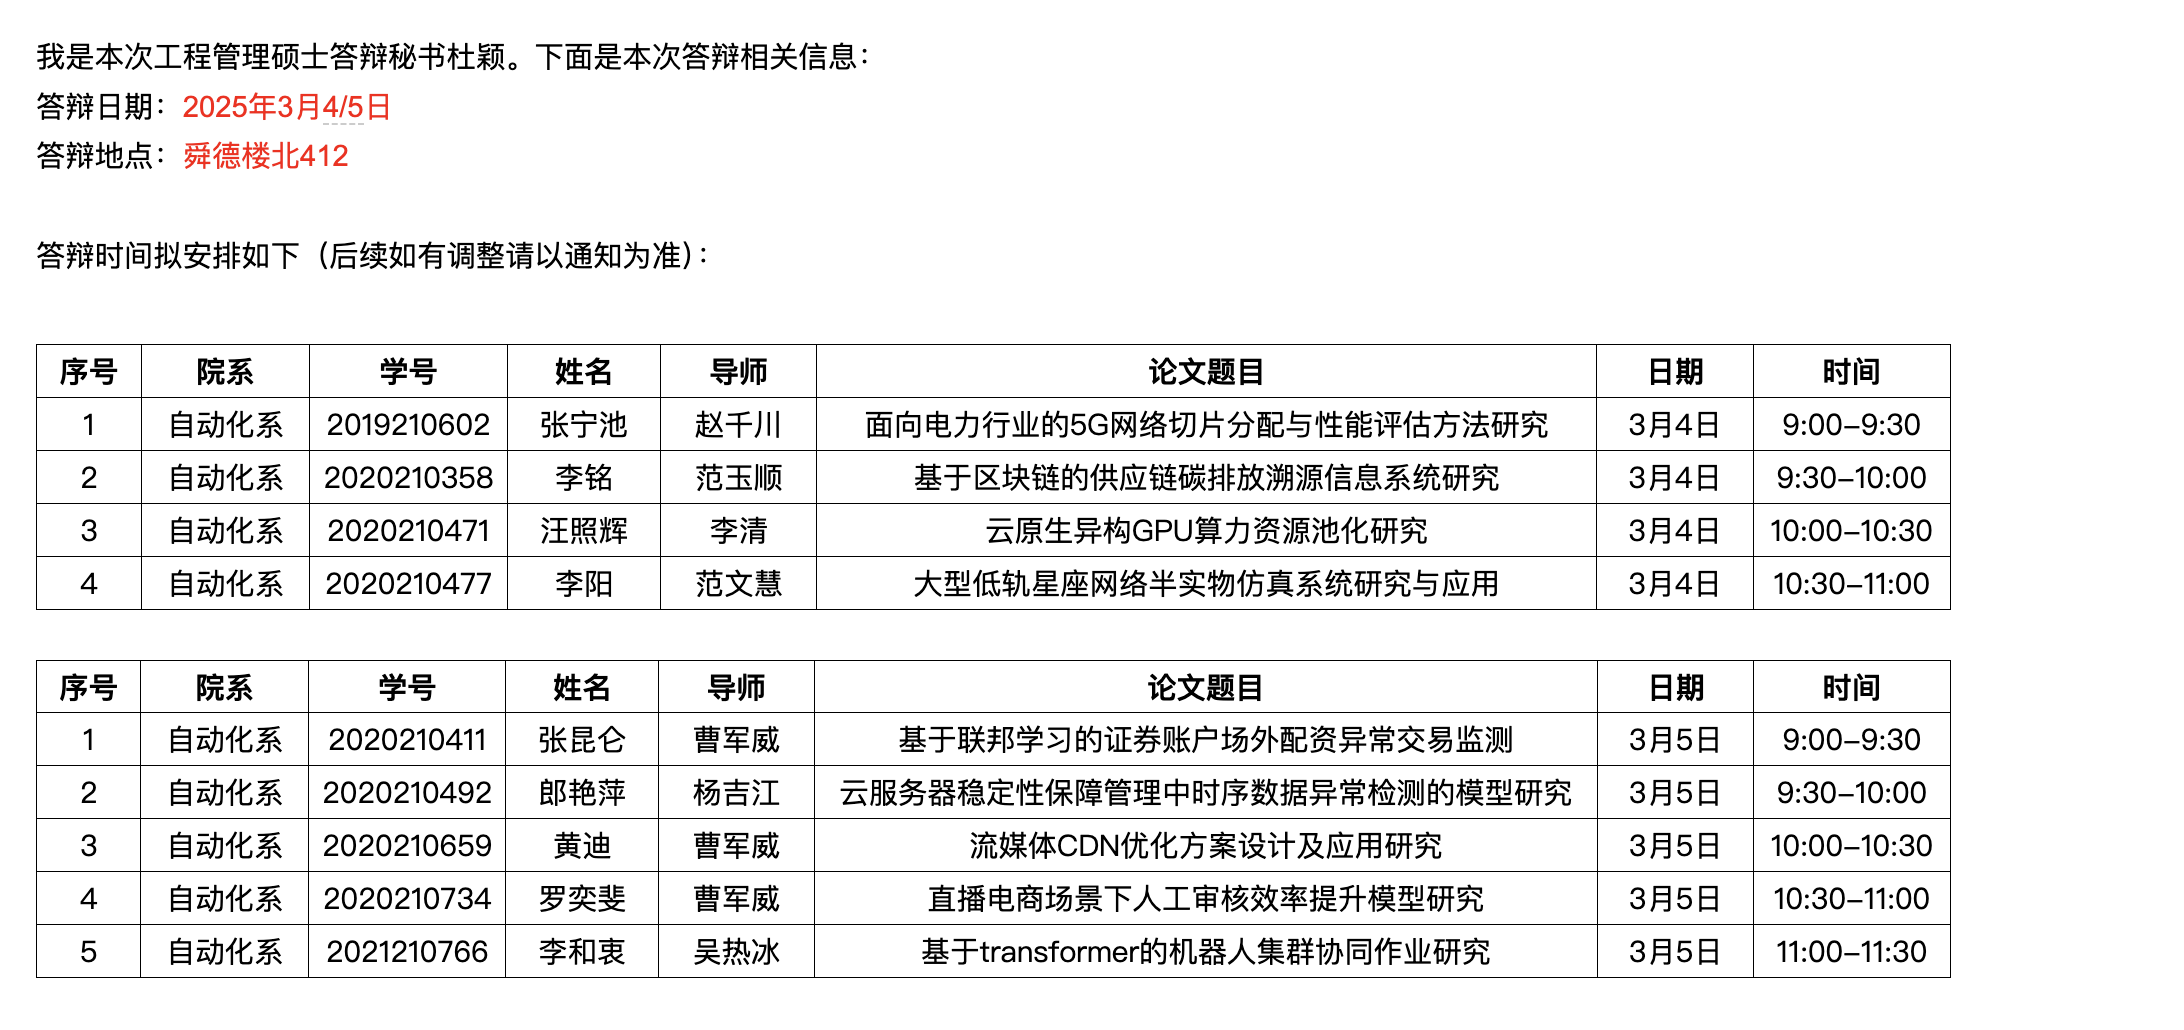 我是本次工程管理硕士答辩秘书杜颖。下面是本次答辩相关信息：
答辩日期：2025年3月4/5日
答辩地点：舜德楼北412
答辩时间拟安排如下（后续如有调整请以通知为准）：
序号 院系 学号 姓名 导师 论文题目 日期 时间
1 自动化系 2019210602 张宁池 赵千川 面向电力行业的5G网络切片分配与性能评估方法研究 3月4日 9:00–9:30
2 自动化系 2020210358 李铭 范玉顺 基于区块链的供应链碳排放溯源信息系统研究 3月4日 9:30–10:00
3 自动化系 2020210471 汪照辉 李清 云原生异构GPU算力资源池化研究 3月4日 10:00–10:30
4 自动化系 2020210477 李阳 范文慧 大型低轨星座网络半实物仿真系统研究与应用 3月4日 10:30–11:00
序号 院系 学号 姓名 导师 论文题目 日期 时间
1 自动化系 2020210411 张昆仑 曹军威 基于联邦学习的证券账户场外配资异常交易监测 3月5日 9:00–9:30
2 自动化系 2020210492 郎艳萍 杨吉江 云服务器稳定性保障管理中时序数据异常检测的模型研究 3月5日 9:30–10:00
3 自动化系 2020210659 黄迪 曹军威 流媒体CDN优化方案设计及应用研究 3月5日 10:00–10:30
4 自动化系 2020210734 罗奕斐 曹军威 直播电商场景下人工审核效率提升模型研究 3月5日 10:30–11:00
5 自动化系 2021210766 李和衷 吴热冰 基于transformer的机器人集群协同作业研究 3月5日 11:00–11:30